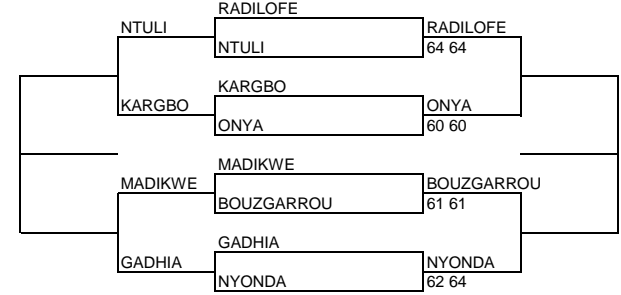 RADILOFE
NTULI
RADILOFE
NTULI
64 64
KARGBO
KARGBO
ONYA
ONYA
60 60
MADIKWE
MADIKWE
BOUZGARROU
BOUZGARROU
61 61
GADHIA
GADHIA
NYONDA
NYONDA
62 64